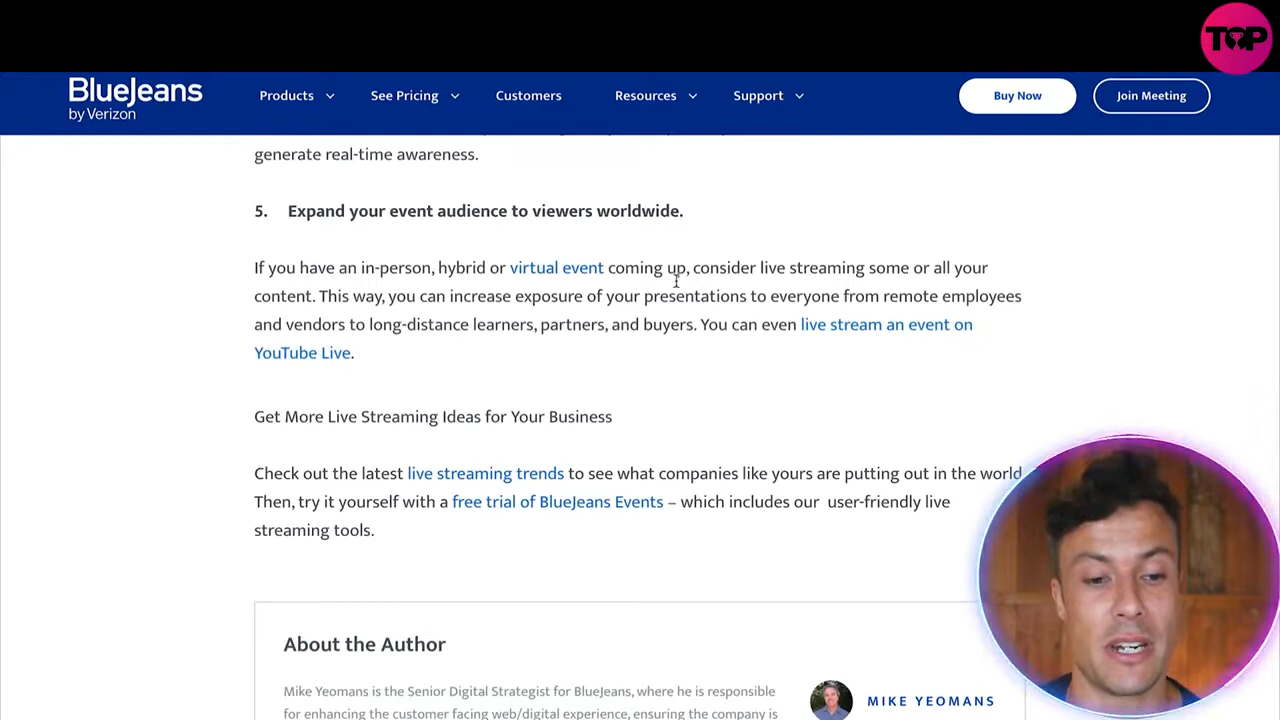 TOP
BlueJeans
by Verizon
Products
See Pricing
Customers
Resources
Support
Buy Now
Join Meeting
generate real-time awareness.
5. Expand your event audience to viewers worldwide.
If you have an in-person, hybrid or virtual event coming up, consider live streaming some or all your
content. This way, you can increase exposure of your presentations to everyone from remote employees
and vendors to long-distance learners, partners, and buyers. You can even live stream an event on
YouTube Live.
Get More Live Streaming Ideas for Your Business
Check out the latest live streaming trends to see what companies like yours are putting out in the world
Then, try it yourself with a free trial of BlueJeans Events – which includes our user-friendly live
streaming tools.
About the Author
Mike Yeomans is the Senior Digital Strategist for BlueJeans, where he is responsible
for enhancing the customer facing web/digital experience, ensuring the company is
MIKE YEOMANS